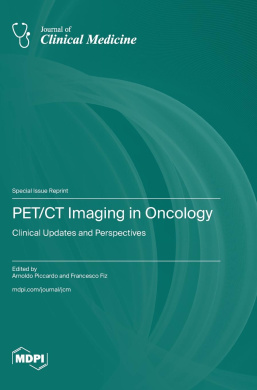 Journal of
Clinical Medicine
Special Issue Reprint
PET/CT Imaging in Oncology
Clinical Updates and Perspectives
Edited by
Arnoldo Piccardo and Francesco Fiz
mdpi.com/journal/jcm
MDPI